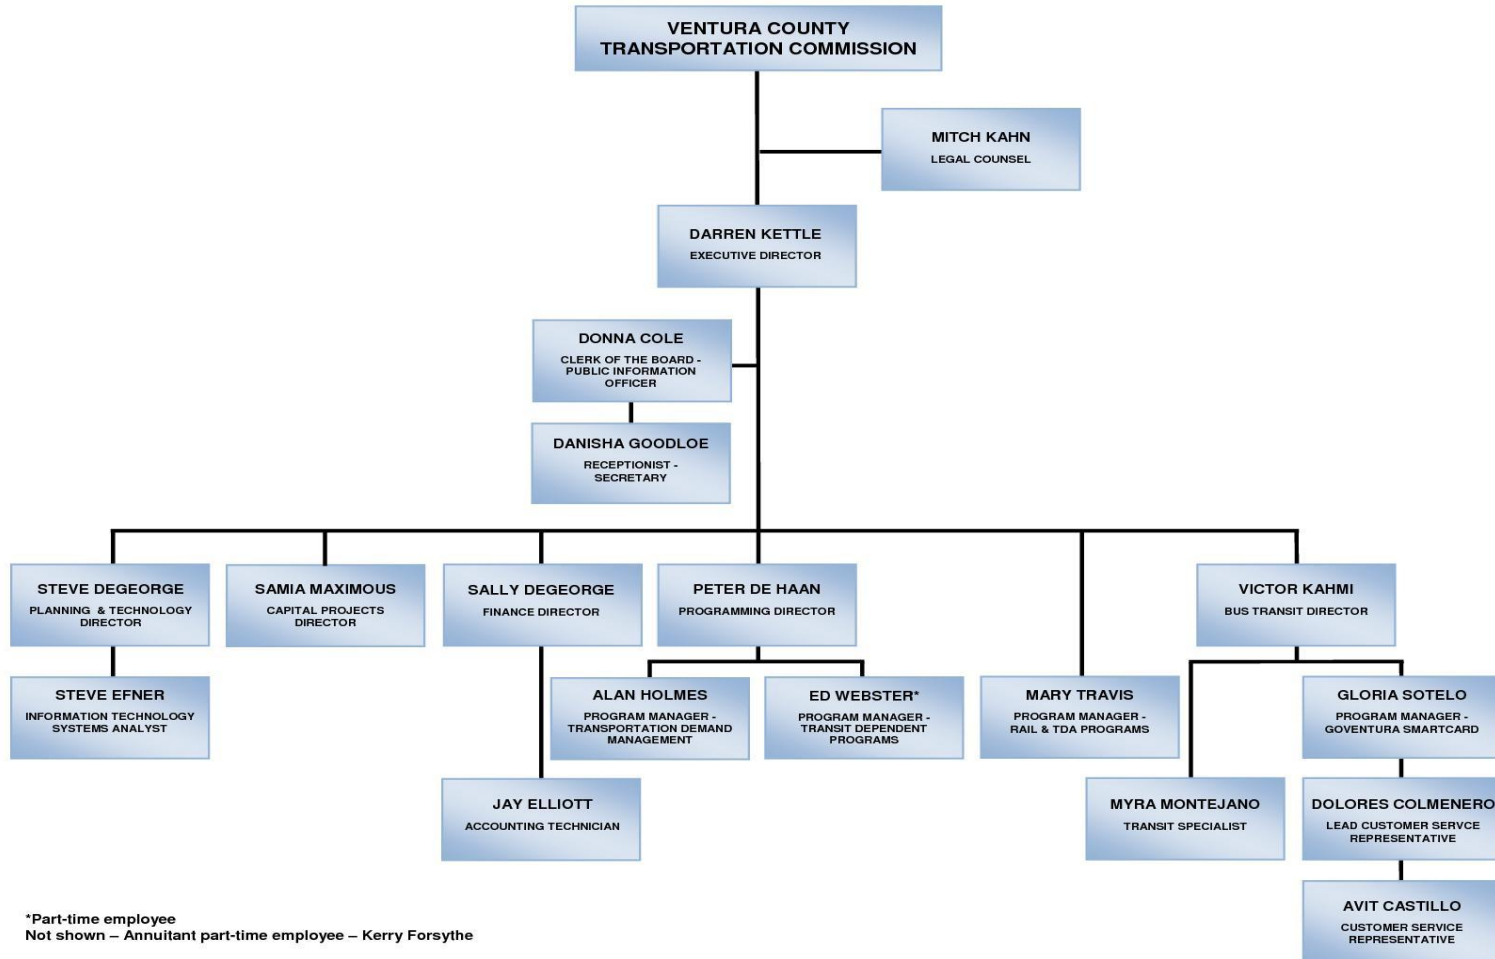 VENTURA COUNTY
TRANSPORTATION COMMISSION
MITCH KAHN
LEGAL COUNSEL
DARREN KETTLE
EXECUTIVE DIRECTOR
DONNA COLE
CLERK OF THE BOARD -
PUBLIC INFORMATION
OFFICER
DANISHA GOODLOE
RECEPTIONIST -
SECRETARY
STEVE DEGEORGE
PLANNING & TECHNOLOGY
DIRECTOR
SAMIA MAXIMOUS
CAPITAL PROJECTS
DIRECTOR
SALLY DEGEORGE
FINANCE DIRECTOR
PETER DE HAAN
PROGRAMMING DIRECTOR
VICTOR KAHMI
BUS TRANSIT DIRECTOR
STEVE EFNER
INFORMATION TECHNOLOGY
SYSTEMS ANALYST
ALAN HOLMES
PROGRAM MANAGER -
TRANSPORTATION DEMAND
MANAGEMENT
ED WEBSTER*
PROGRAM MANAGER -
TRANSIT DEPENDENT
PROGRAMS
MARY TRAVIS
PROGRAM MANAGER -
RAIL & TDA PROGRAMS
GLORIA SOTELO
PROGRAM MANAGER -
GOVENTURA SMARTCARD
JAY ELLIOTT
ACCOUNTING TECHNICIAN
MYRA MONTEJANO
TRANSIT SPECIALIST
DOLORES COLMENERO
LEAD CUSTOMER SERVCE
REPRESENTATIVE
AVIT CASTILLO
CUSTOMER SERVICE
REPRESENTATIVE
*Part-time employee
Not shown – Annuitant part-time employee – Kerry Forsythe